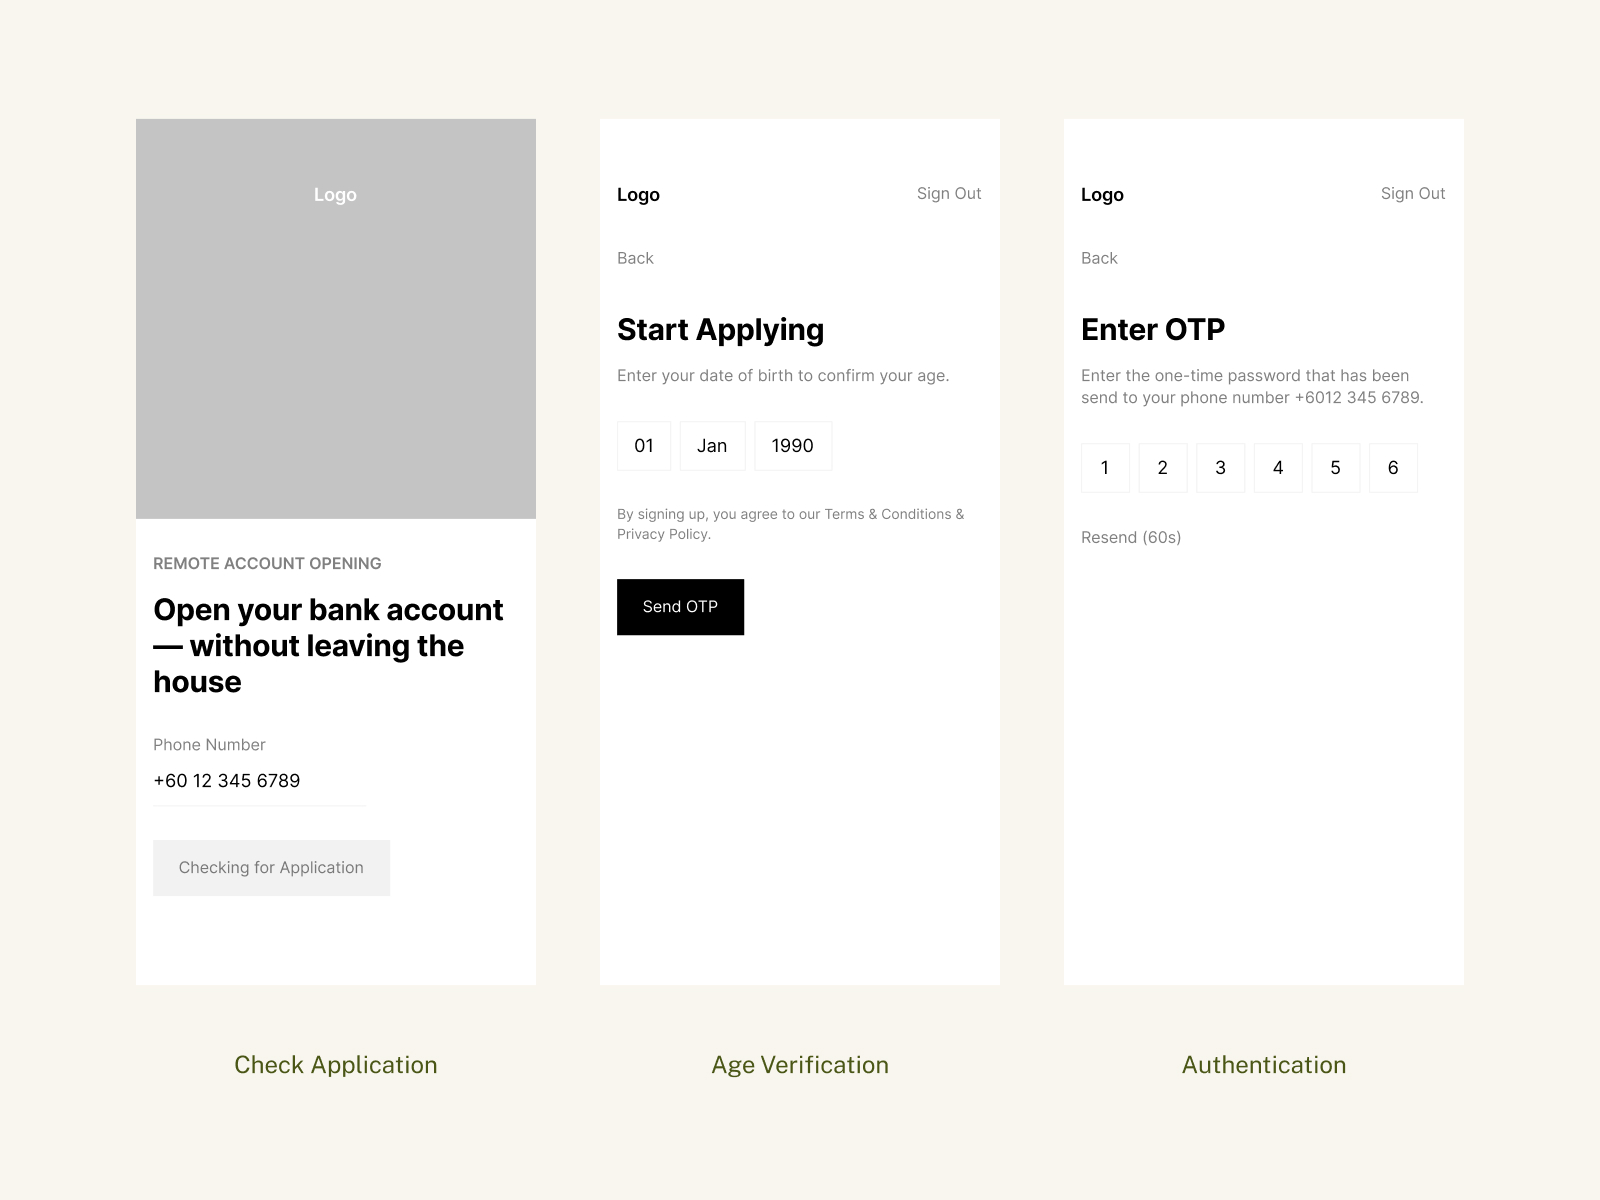 Logo
REMOTE ACCOUNT OPENING
Open your bank account
— without leaving the
house
Phone Number
+60 12 345 6789
Checking for Application
Check Application
Logo
Sign Out
Back
Start Applying
Enter your date of birth to confirm your age.
01 Jan 1990
By signing up, you agree to our Terms & Conditions &
Privacy Policy.
Send OTP
Age Verification
Logo
Sign Out
Back
Enter OTP
Enter the one-time password that has been
send to your phone number +6012 345 6789.
1 2 3 4 5 6
Resend (60s)
Authentication